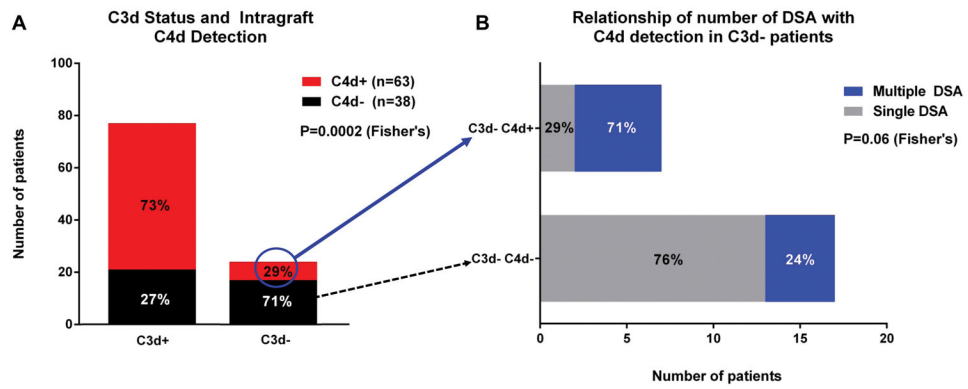 A
C3d Status and Intragraft
C4d Detection
Number of patients
100
80
60
40
20
0
73%
27%
29%
71%
C3d+
C3d-
C4d+ (n=63)
C4d- (n=38)
P=0.0002 (Fisher's)
B
Relationship of number of DSA with
C4d detection in C3d- patients
C3d- C4d+
29%
71%
C3d- C4d-
76%
24%
0
5
10
15
20
Number of patients
Multiple DSA
Single DSA
P=0.06 (Fisher's)